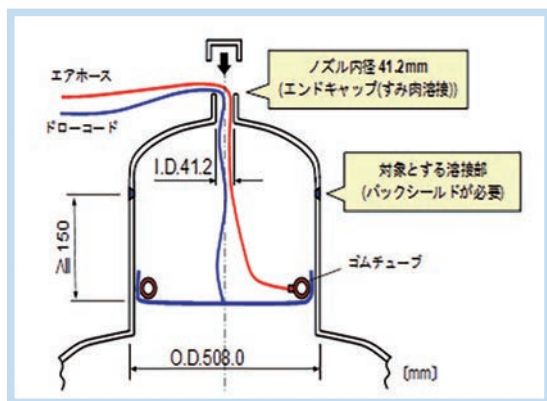 エアホース
ドローコード
ノズル内径41.2mm
(エンドキャップ(すみ肉溶接))
I.D.41.2
対象とする溶接部
(バックシールドが必要)
≧150
ゴムチューブ
O.D.508.0
[mm]